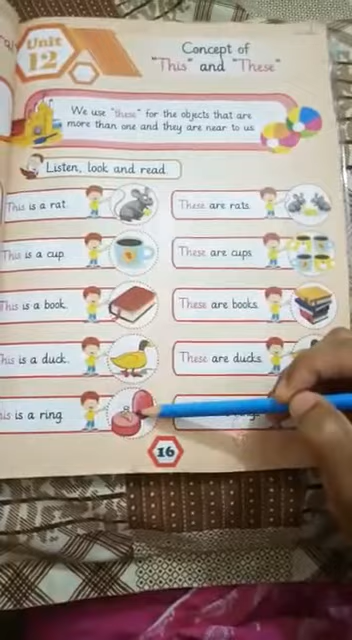 Unit
12
Concept of
"This" and "These"
We use "these" for the objects that are
more than one and they are near to us
Listen, look and read.
This is a rat.
These are rats.
This is a cup.
These are cups.
This is a book.
These are books.
This is a duck.
These are ducks.
is a ring.
16